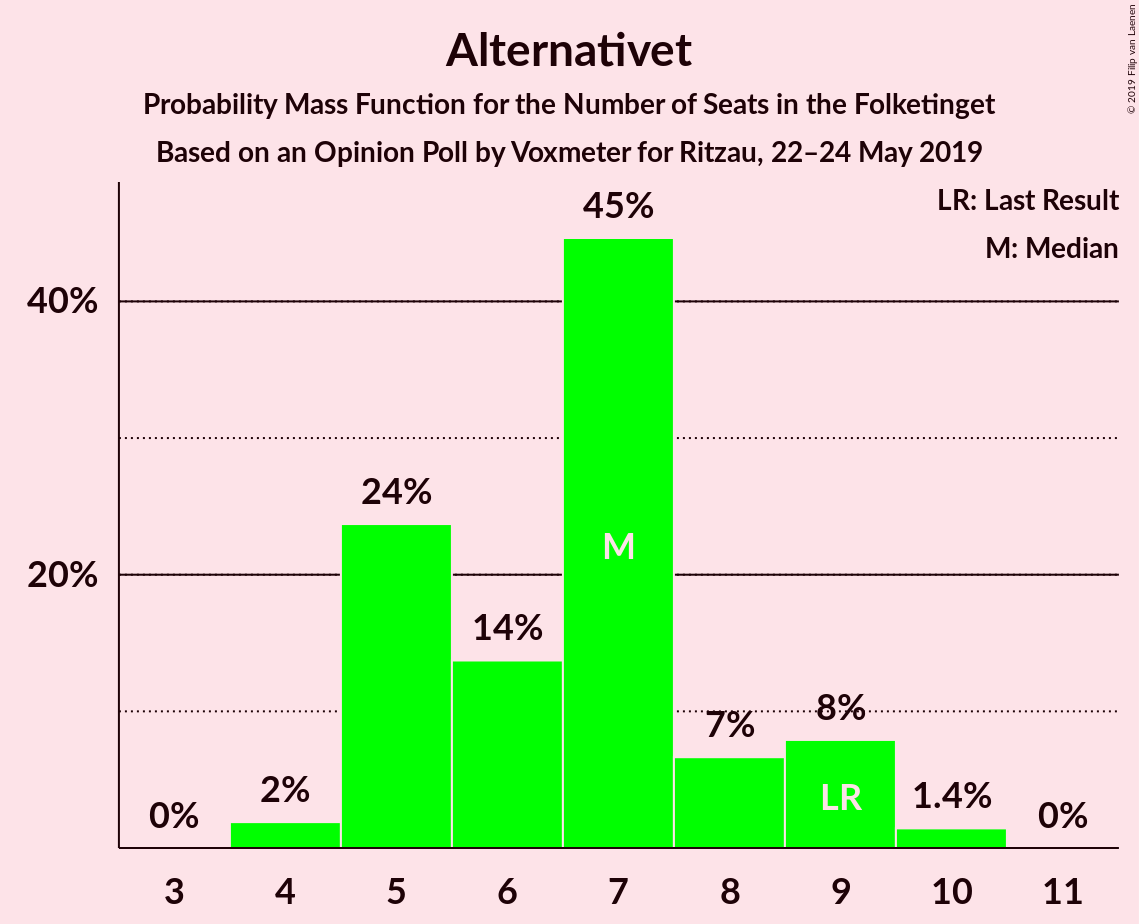 Alternativet
Probability Mass Function for the Number of Seats in the Folketinget
Based on an Opinion Poll by Voxmeter for Ritzau, 22–24 May 2019
© 2019 Filip van Laenen
LR: Last Result
M: Median
40%
20%
0%
2%
24%
14%
45%
7%
8%
1.4%
0%
M
LR
3 4 5 6 7 8 9 10 11